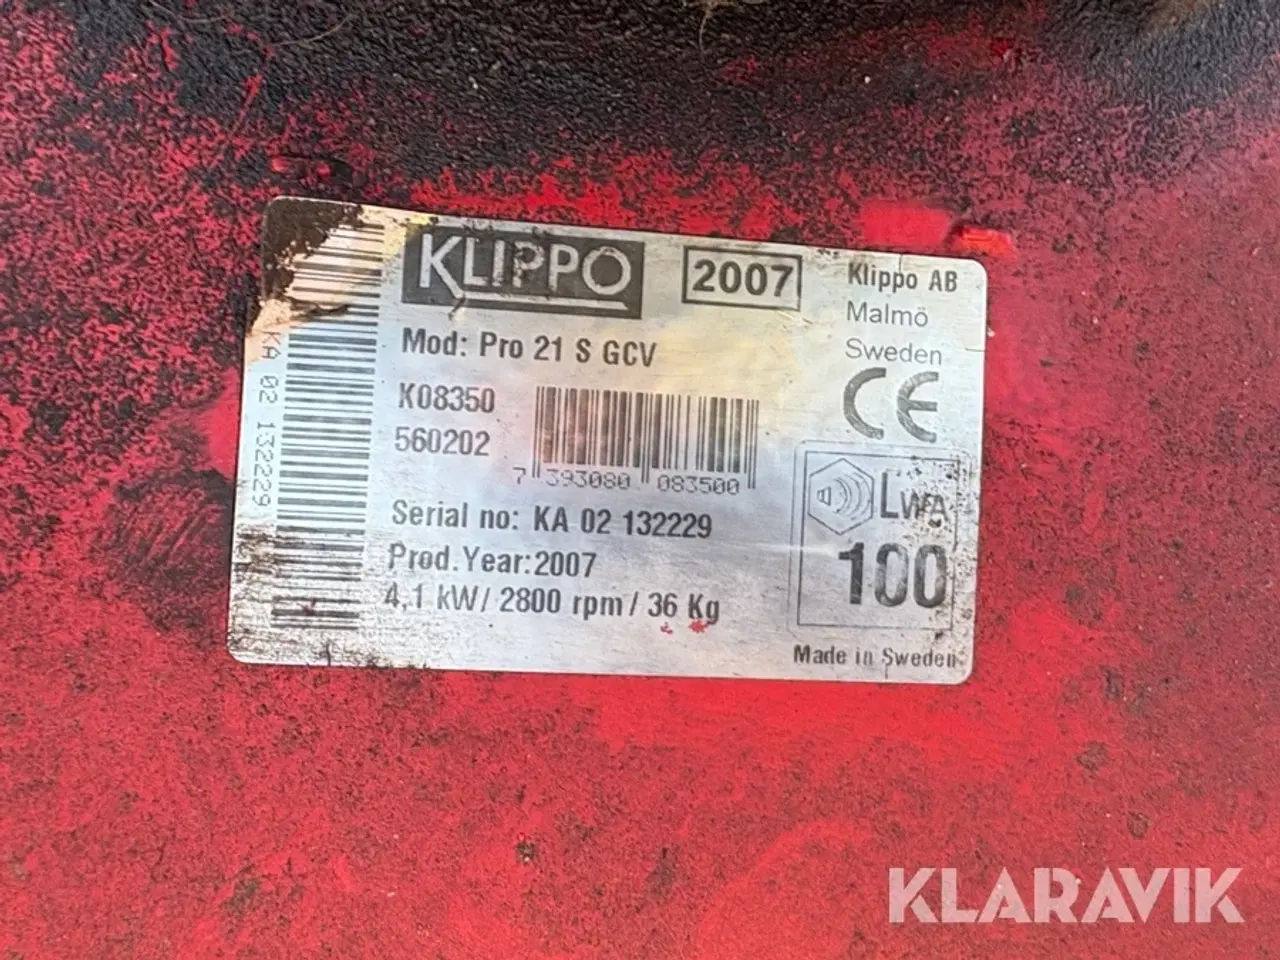 KLIPPO
2007
Klippo AB
Malmö
Sweden
Mod: Pro 21 S GCV
K08350
560202
7 393080 083500
CE
LWA
100
Serial no: KA 02 132229
Prod.Year:2007
4,1 kW/ 2800 rpm / 36 Kg
Made in Sweden
KA 02 132229
KLARAVIK